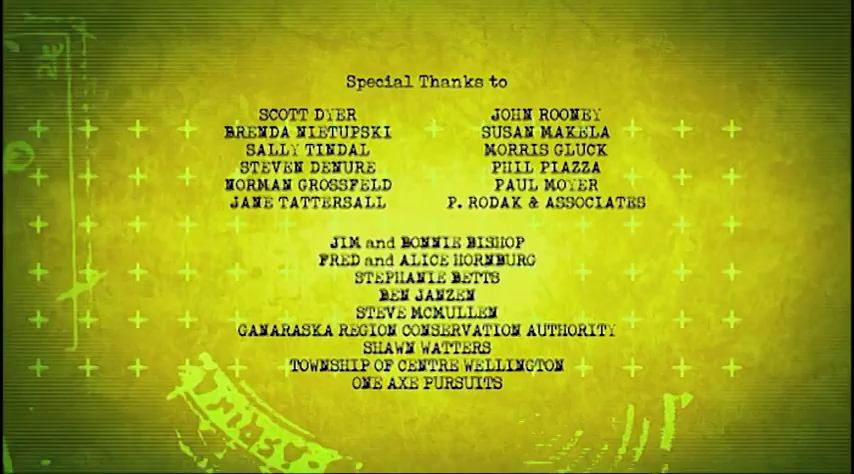 Special Thanks to
SCOTT DYER
BRENDA NIETUPSKI
SALLY TINDAL
STEVEN DENURE
NORMAN GROSSFELD
JANE TATTERSALL
JOHN ROONEY
SUSAN MAKELA
MORRIS GLUCK
PHIL PIAZZA
PAUL MOYER
P. RODAK & ASSOCIATES
JIM and BONNIE BISHOP
FRED and ALICE HORNBURG
STEPHANIE BETTS
BEN JANZEN
STEVE MCMULLEN
GANARASKA REGION CONSERVATION AUTHORITY
SHAWN WATTERS
TOWNSHIP OF CENTRE WELLINGTON
ONE AXE PURSUITS